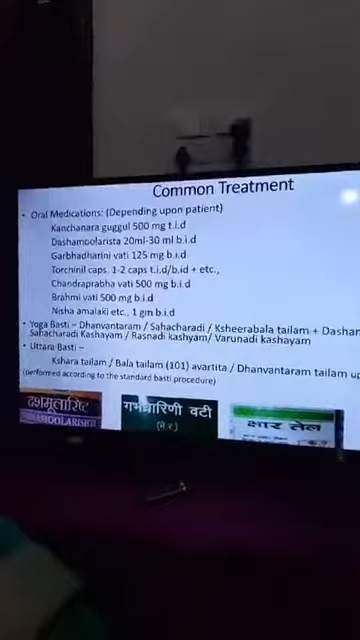 Common Treatment
• Oral Medications: (Depending upon patient)
Kanchanara guggul 500 mg t.i.d
Dashamoolarista 20ml-30 ml b.i.d
Garbhadharini vati 125 mg b.i.d
Torchinil caps. 1-2 caps t.i.d/b.id + etc.,
Chandraprabha vati 500 mg b.i.d
Brahmi vati 500 mg b.i.d
Nisha amalaki etc.. 1 gm b.i.d
• Yoga Basti – Dhanvantaram / Sahacharadi / Ksheerabala tailam + Dashan
Sahacharadi Kashayam / Rasnadi kashyam/ Varunadi kashayam
• Uttara Basti –
Kshara tailam / Bala tailam (101) avartita / Dhanvantaram tailam up
(performed according to the standard basti procedure)
दशमूलारिष्ट
गर्भधारिणी वटी
क्षार तेल